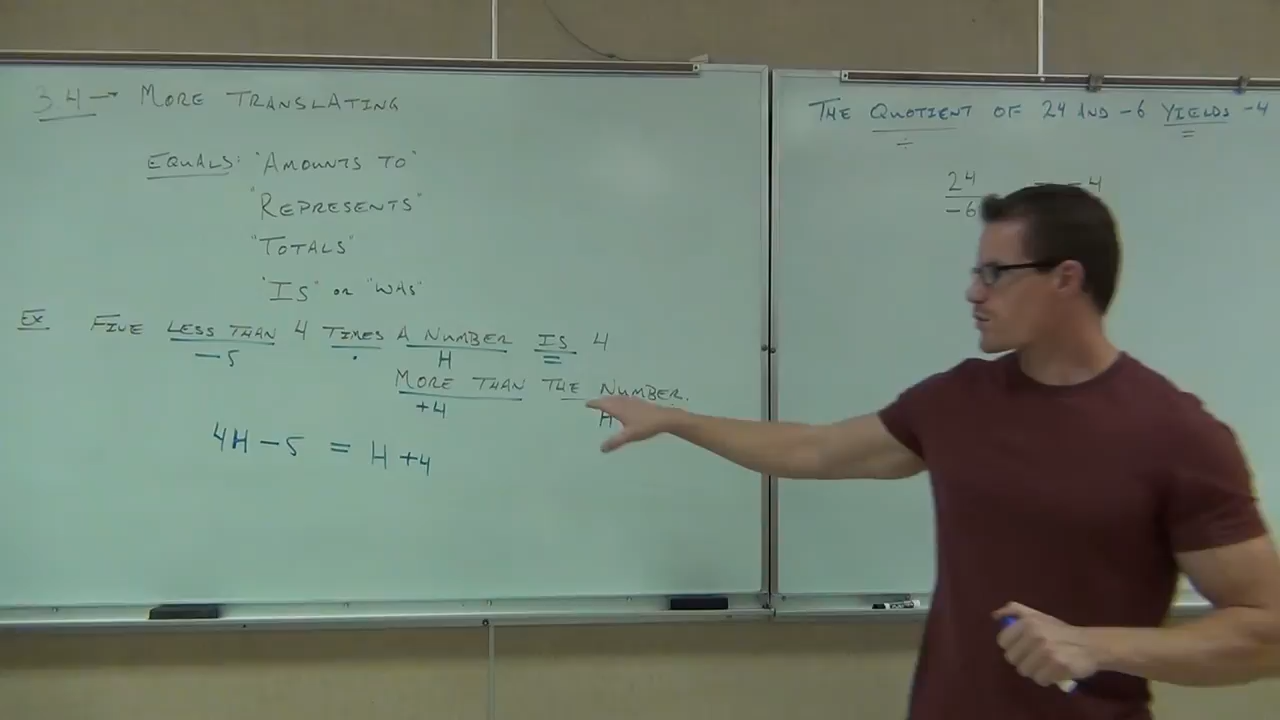 3.4 → MORE TRANSLATING
EQUALS: "AMOUNTS TO"
"REPRESENTS"
"TOTALS"
"IS" or "WAS"
EX FIVE LESS THAN 4 TIMES A NUMBER IS 4
-5 · H =
MORE THAN THE NUMBER.
+4 H
4H - 5 = H + 4
THE QUOTIENT OF 24 AND -6 YIELDS -4
÷ =
24
-6
4